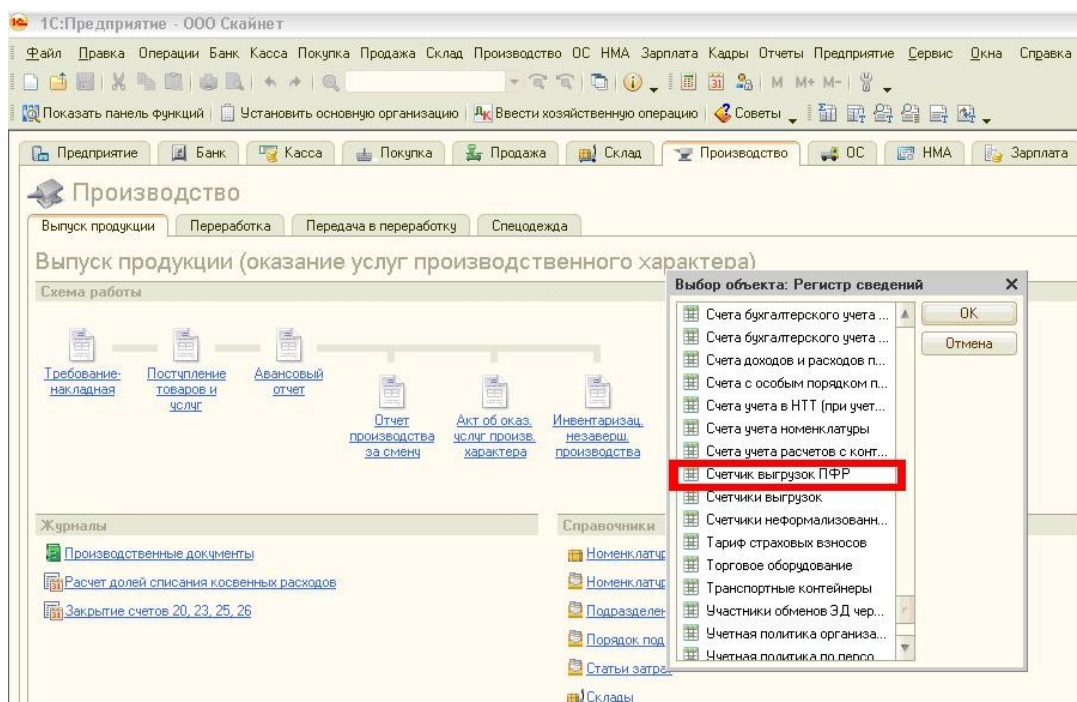 1С:Предприятие - ООО Скайнет
Файл Правка Операции Банк Касса Покупка Продажа Склад Производство ОС НМА Зарплата Кадры Отчеты Предприятие Сервис Окна Справка
M M+ M-
Показать панель функций Установить основную организацию Ввести хозяйственную операцию Советы
Предприятие Банк Касса Покупка Продажа Склад Производство ОС НМА Зарплата
Производство
Выпуск продукции Переработка Передача в переработку Спецодежда
Выпуск продукции (оказание услуг производственного характера)
Схема работы
Требование-
накладная
Поступление
товаров и
услуг
Авансовый
отчет
Отчет
производства
за смену
Акт об оказ.
услуг произв.
характера
Инвентаризац.
незаверш.
производства
Журналы
Производственные документы
Расчет долей списания косвенных расходов
Закрытие счетов 20, 23, 25, 26
Справочники
Номенклатур
Номенклатур
Подразделен
Порядок под
Статьи затра
Склады
Выбор объекта: Регистр сведений
Счета бухгалтерского учета ...
Счета бухгалтерского учета ...
Счета доходов и расходов п...
Счета с особым порядком п...
Счета учета в НТТ (при учет...
Счета учета номенклатуры
Счета учета расчетов с конт...
Счетчик выгрузок ПФР
Счетчики выгрузок
Счетчики неформализованн...
Тариф страховых взносов
Торговое оборудование
Транспортные контейнеры
Участники обменов ЭД чер...
Учетная политика организа...
Учетная политика по персо...
OK
Отмена